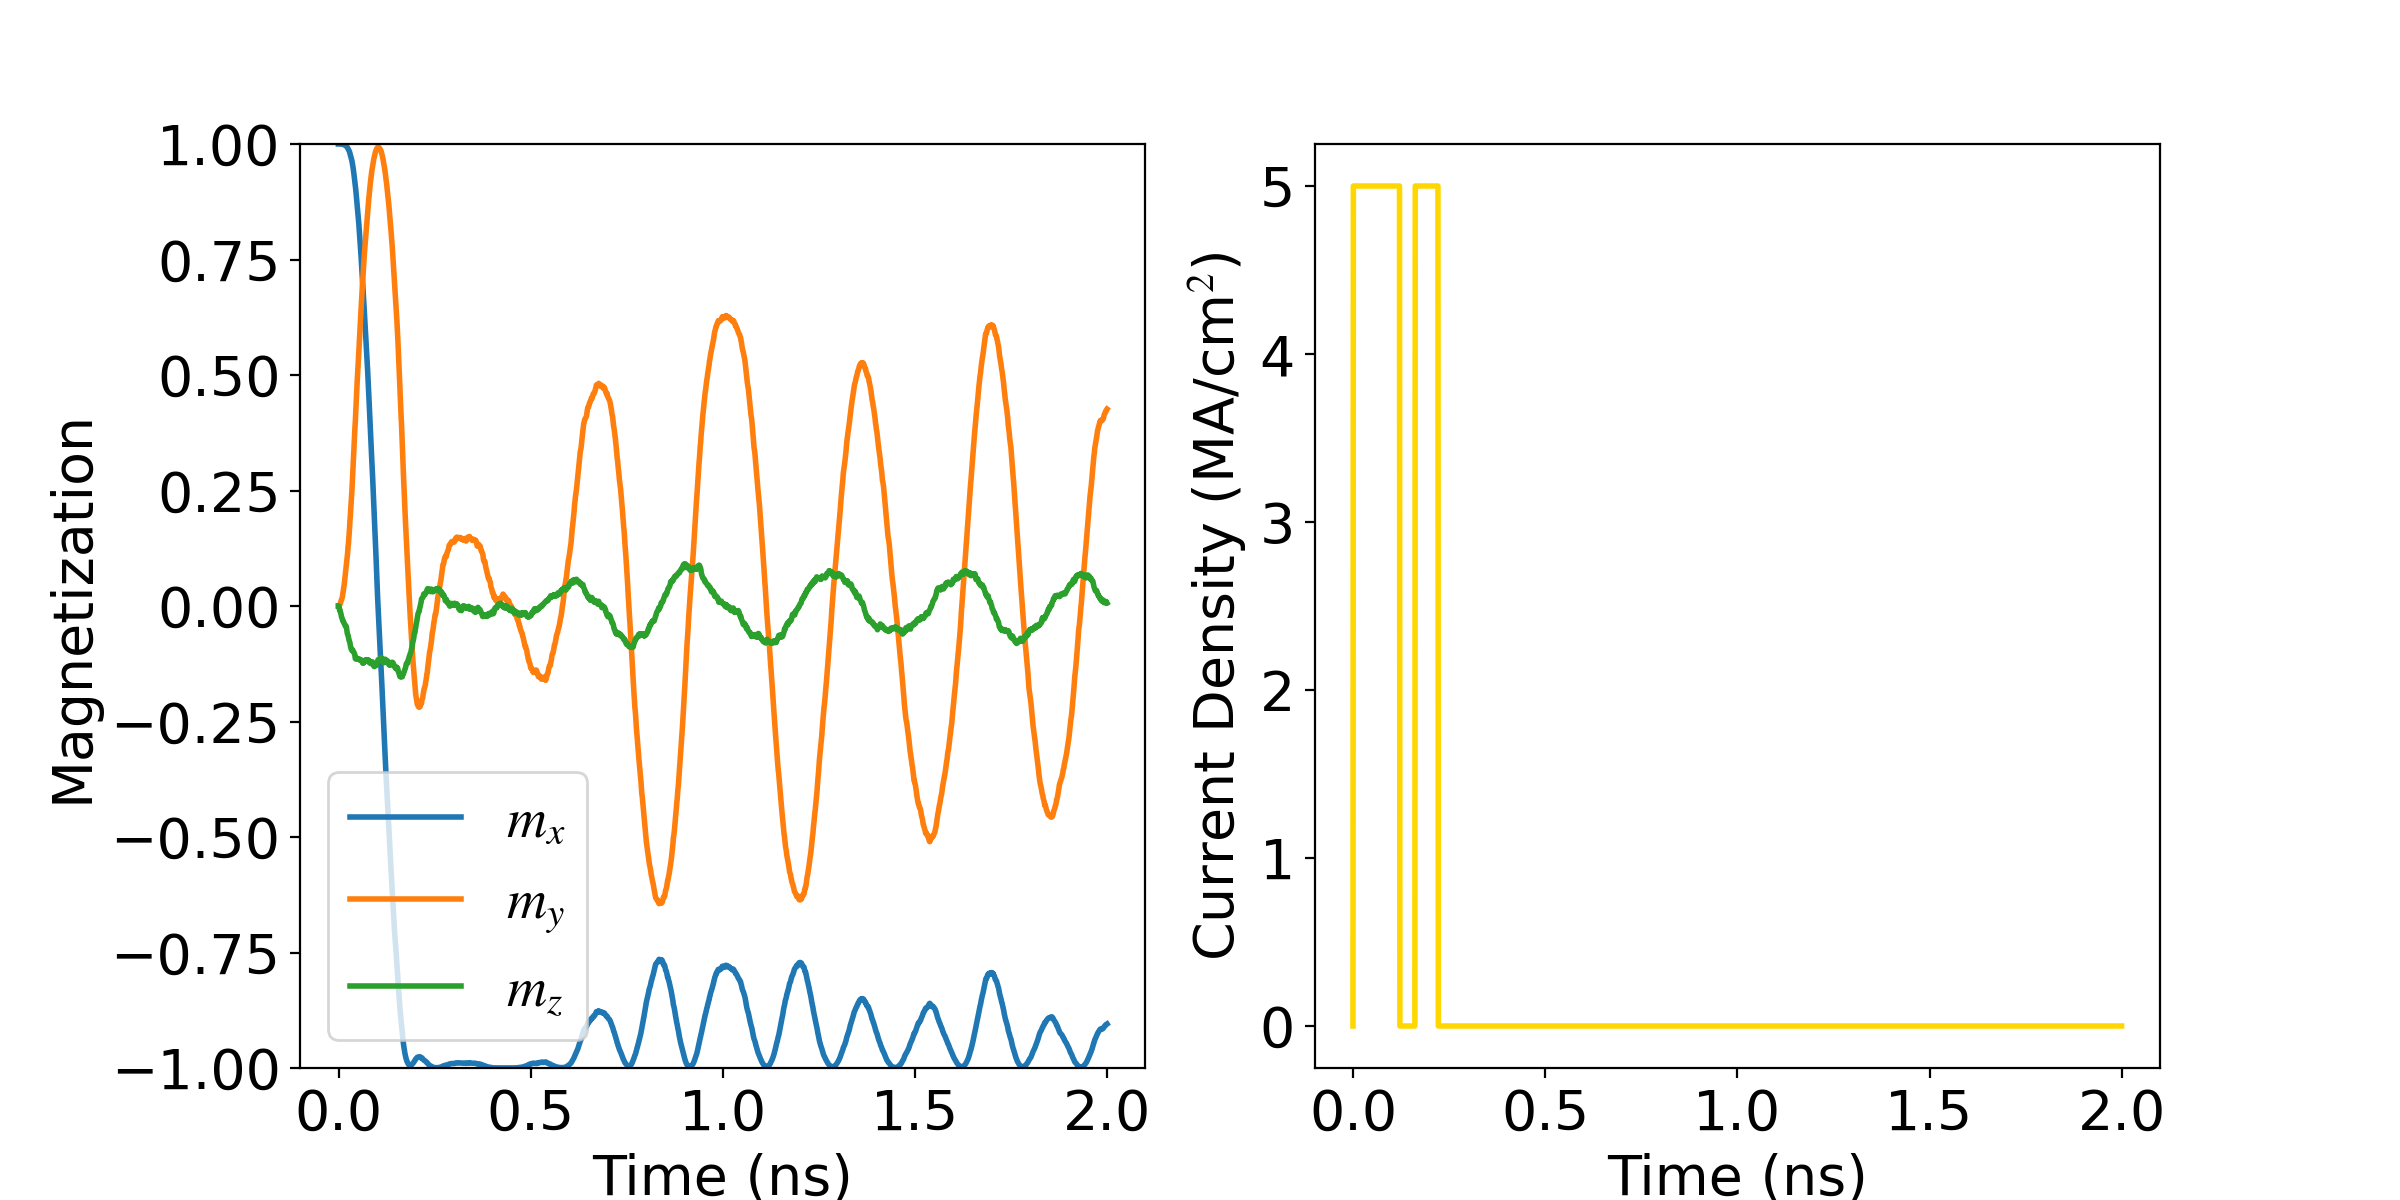 Magnetization
1.00
0.75
0.50
0.25
0.00
−0.25
−0.50
−0.75
−1.00
m_x
m_y
m_z
0.0 0.5 1.0 1.5 2.0
Time (ns)
Current Density (MA/cm²)
5
4
3
2
1
0
0.0 0.5 1.0 1.5 2.0
Time (ns)